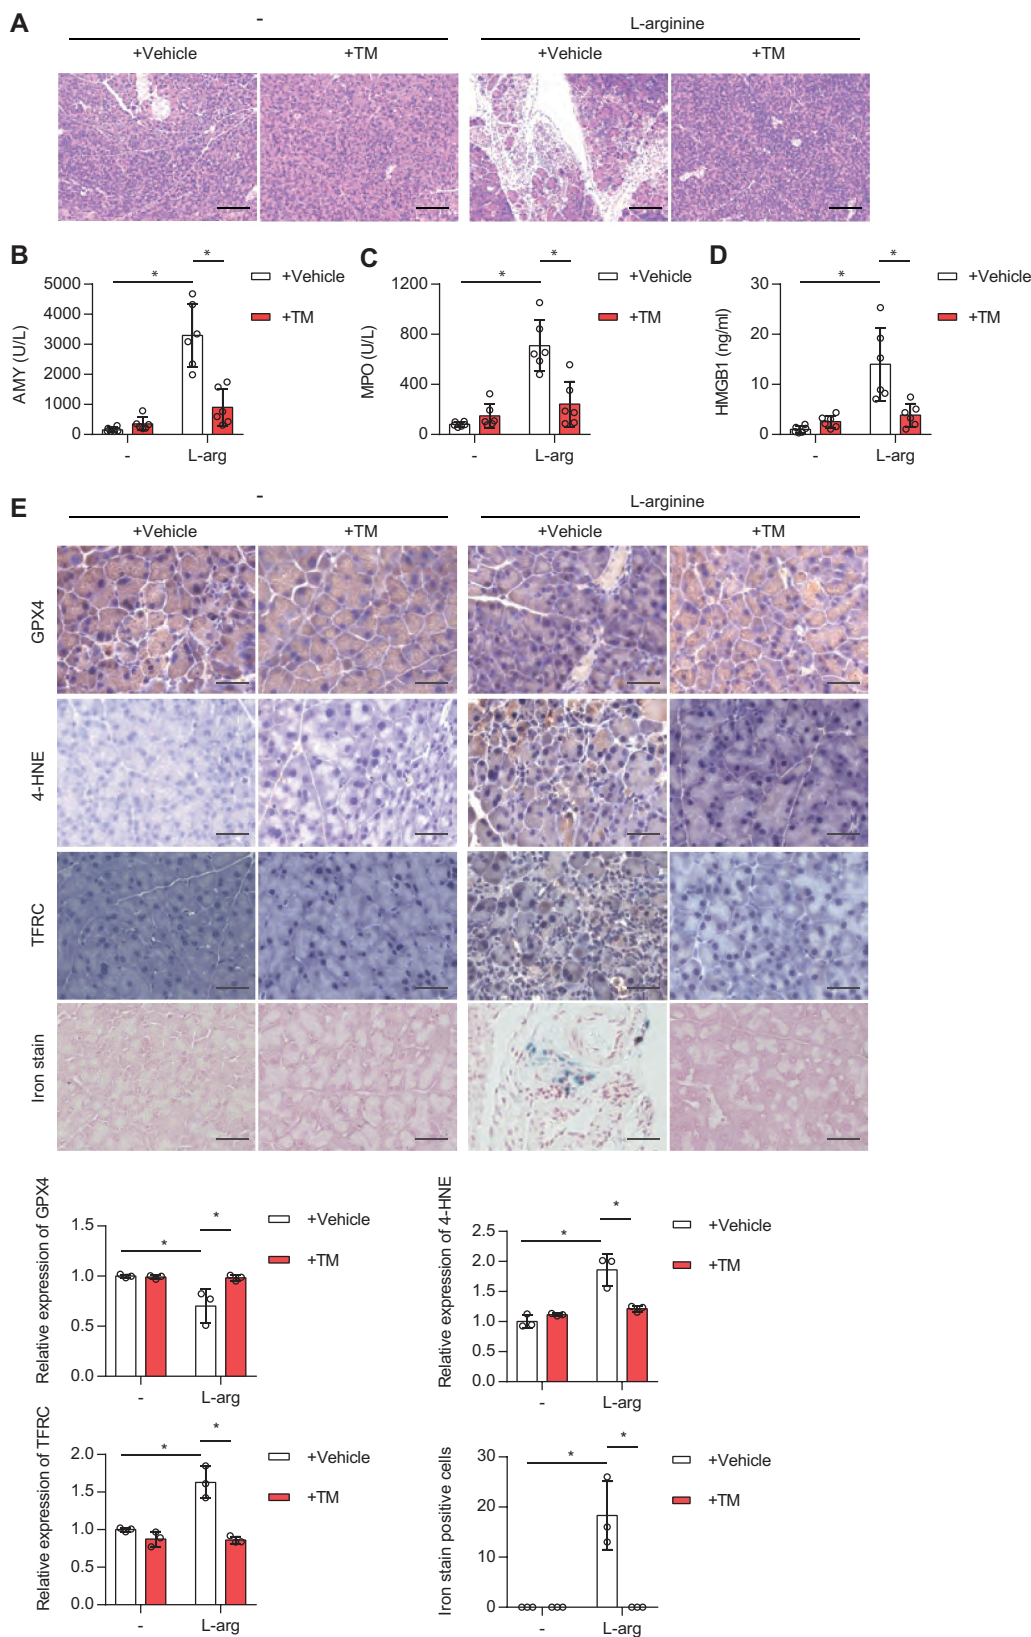 A
-
L-arginine
+Vehicle
+TM
+Vehicle
+TM
B
AMY (U/L)
5000
4000
3000
2000
1000
0
*
*
-
L-arg
+Vehicle
+TM
C
MPO (U/L)
1200
800
400
0
*
*
-
L-arg
+Vehicle
+TM
D
HMGB1 (ng/ml)
30
20
10
0
*
*
-
L-arg
+Vehicle
+TM
E
-
L-arginine
+Vehicle
+TM
+Vehicle
+TM
GPX4
4-HNE
TFRC
Iron stain
Relative expression of GPX4
1.5
1.0
0.5
0.0
*
*
-
L-arg
+Vehicle
+TM
Relative expression of 4-HNE
2.5
2.0
1.5
1.0
0.5
0.0
*
*
-
L-arg
+Vehicle
+TM
Relative expression of TFRC
2.0
1.5
1.0
0.5
0.0
*
*
-
L-arg
+Vehicle
+TM
Iron stain positive cells
30
20
10
0
*
*
-
L-arg
+Vehicle
+TM